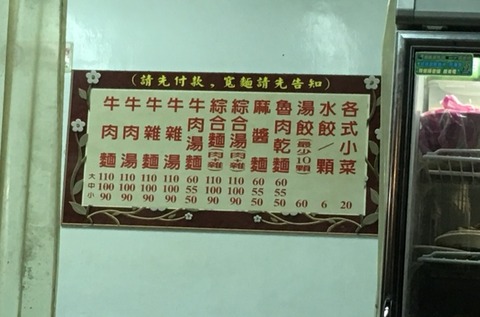 (請先付款，寬麵請先告知)
牛肉麵
牛肉湯
牛雜麵
牛雜湯
牛肉湯麵
綜合麵(肉+雜)
綜合湯(肉+雜)
麻醬麵
魯肉乾麵
湯餃(最少10顆)
水餃/顆
各式小菜
大 110 110 110 110 60 110 110 60 60
中 100 100 100 100 55 100 100 55 55
小 90 90 90 90 50 90 90 50 50 60 6 20